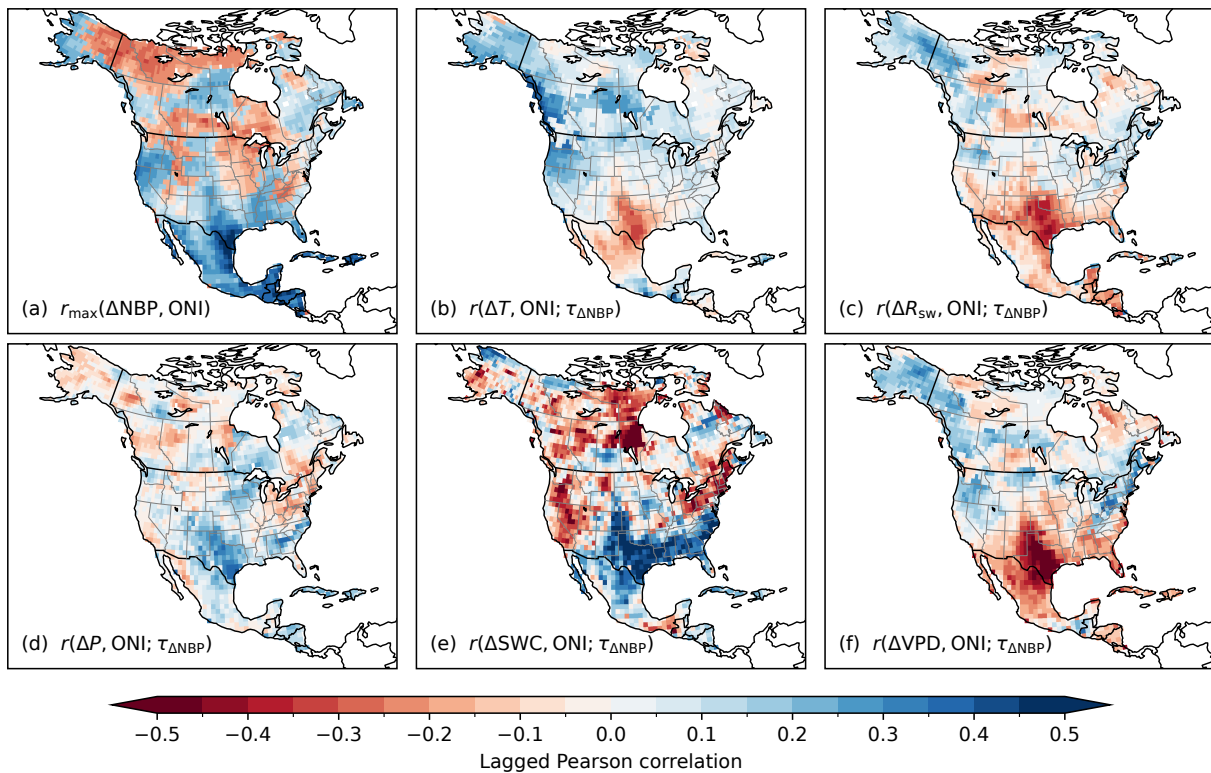 (a) r_max(ΔNBP, ONI)
(b) r(ΔT, ONI; τ_ΔNBP)
(c) r(ΔR_sw, ONI; τ_ΔNBP)
(d) r(ΔP, ONI; τ_ΔNBP)
(e) r(ΔSWC, ONI; τ_ΔNBP)
(f) r(ΔVPD, ONI; τ_ΔNBP)
−0.5 −0.4 −0.3 −0.2 −0.1 0.0 0.1 0.2 0.3 0.4 0.5
Lagged Pearson correlation